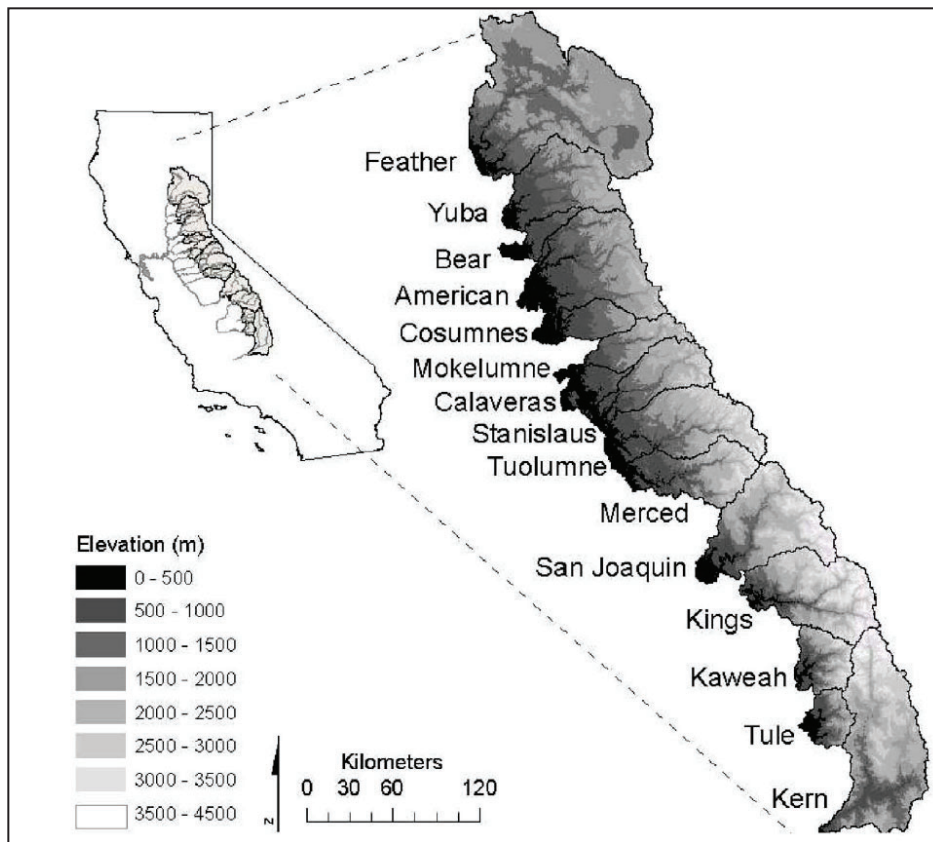 Feather
Yuba
Bear
American
Cosumnes
Mokelumne
Calaveras
Stanislaus
Tuolumne
Merced
San Joaquin
Kings
Kaweah
Tule
Kern
Elevation (m)
0 - 500
500 - 1000
1000 - 1500
1500 - 2000
2000 - 2500
2500 - 3000
3000 - 3500
3500 - 4500
N
Kilometers
0 30 60 120